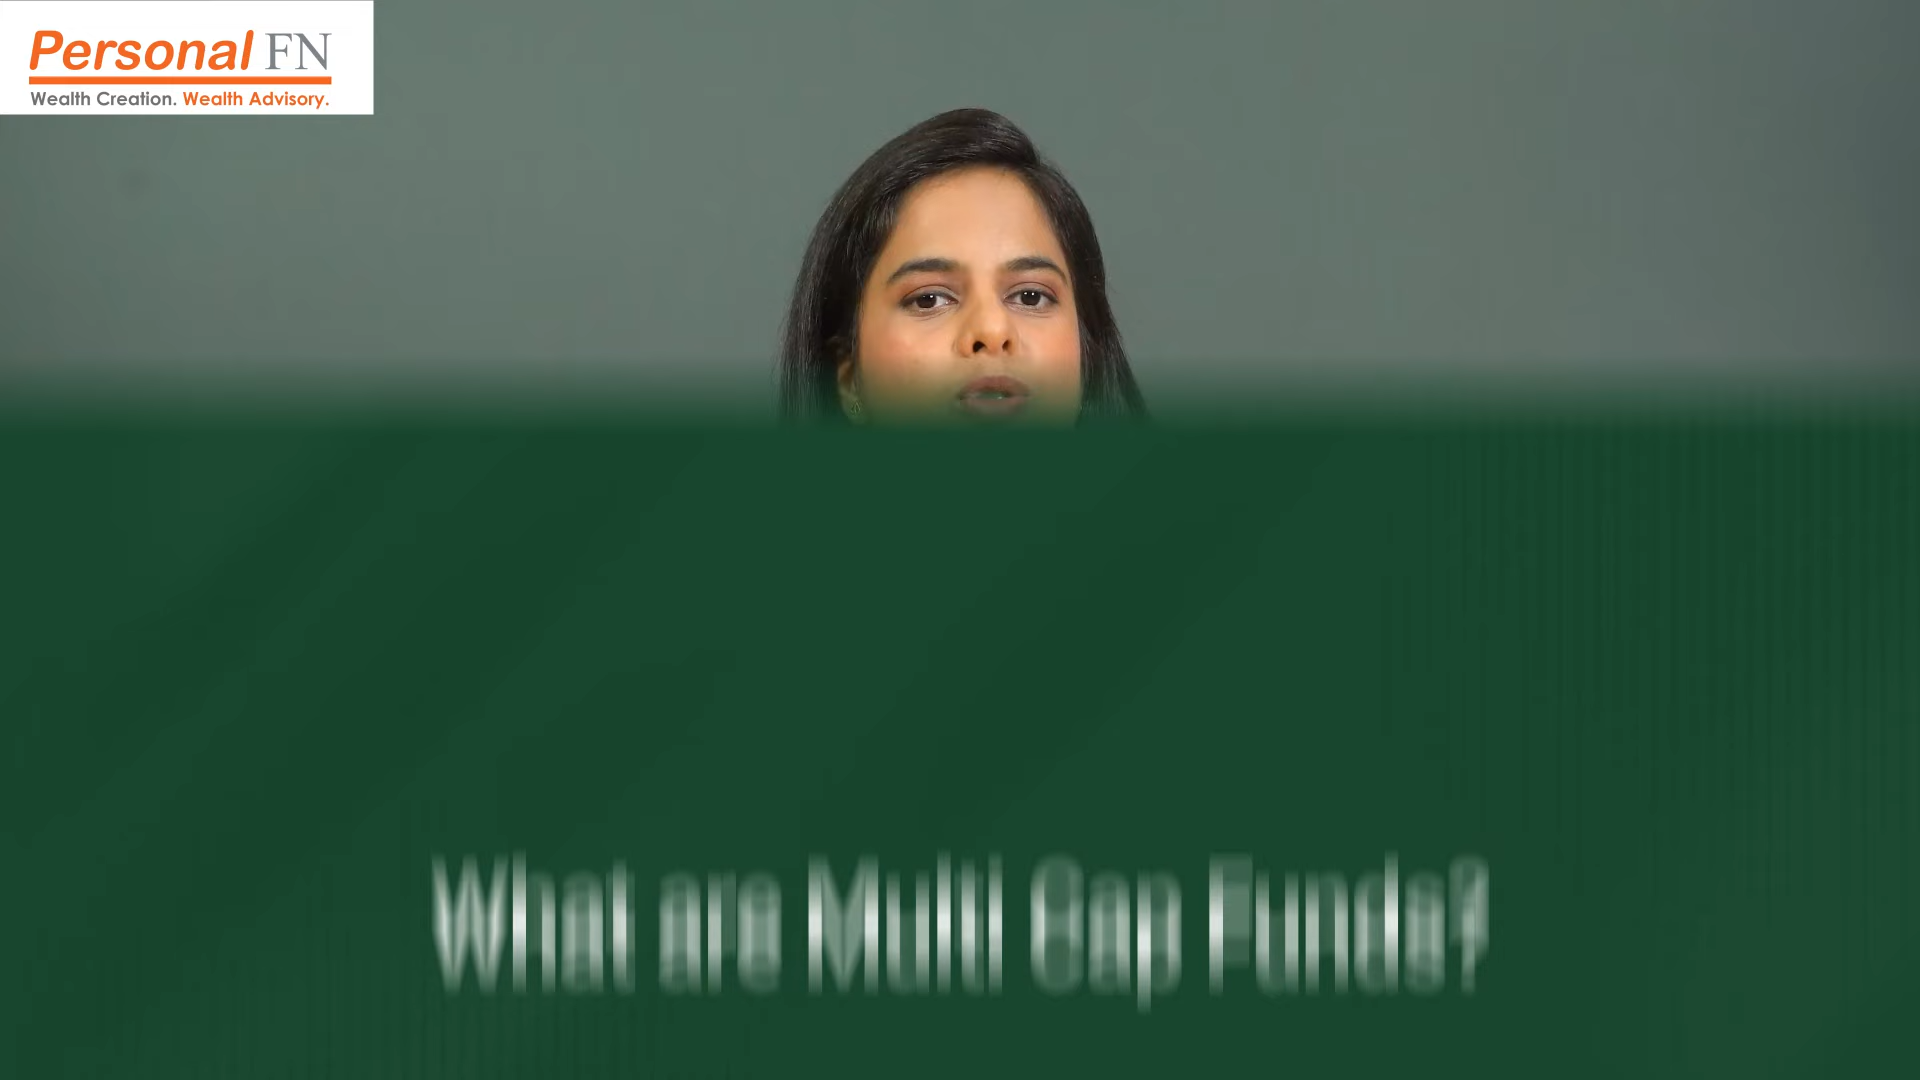 Personal FN
Wealth Creation. Wealth Advisory.
What are Multi Cap Funds?